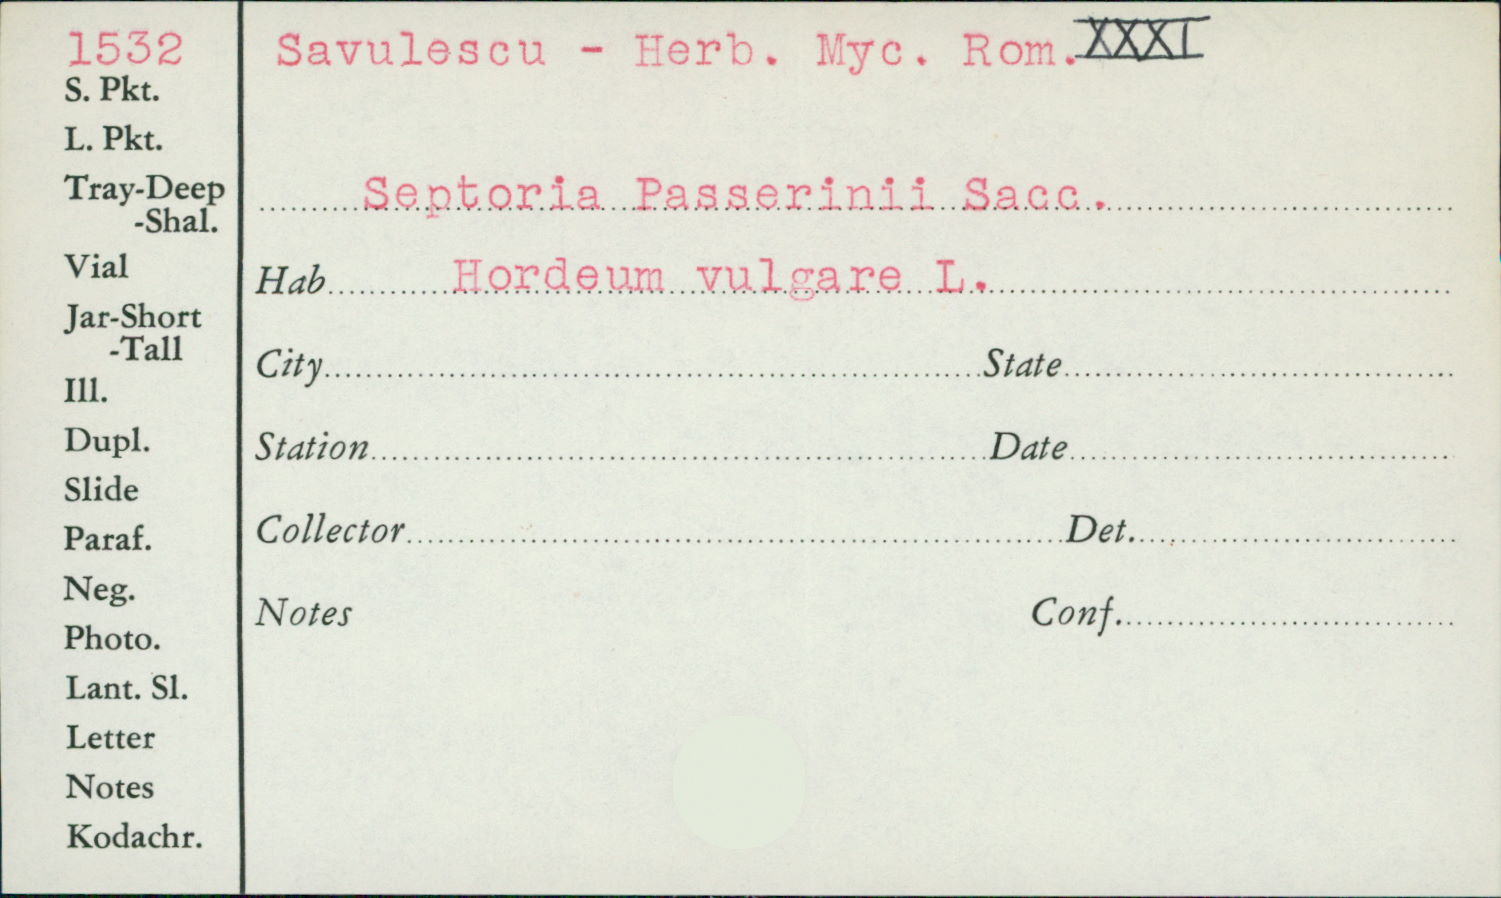 1532 Savulescu - Herb. Myc. Rom. XXXI
S. Pkt.
L. Pkt.
Tray-Deep
-Shal.
Septoria Passerinii Sacc.
Vial
Hab Hordeum vulgare L.
Jar-Short
-Tall
City State
Ill.
Dupl.
Station Date
Slide
Paraf.
Collector Det.
Neg.
Notes Conf.
Photo.
Lant. Sl.
Letter
Notes
Kodachr.